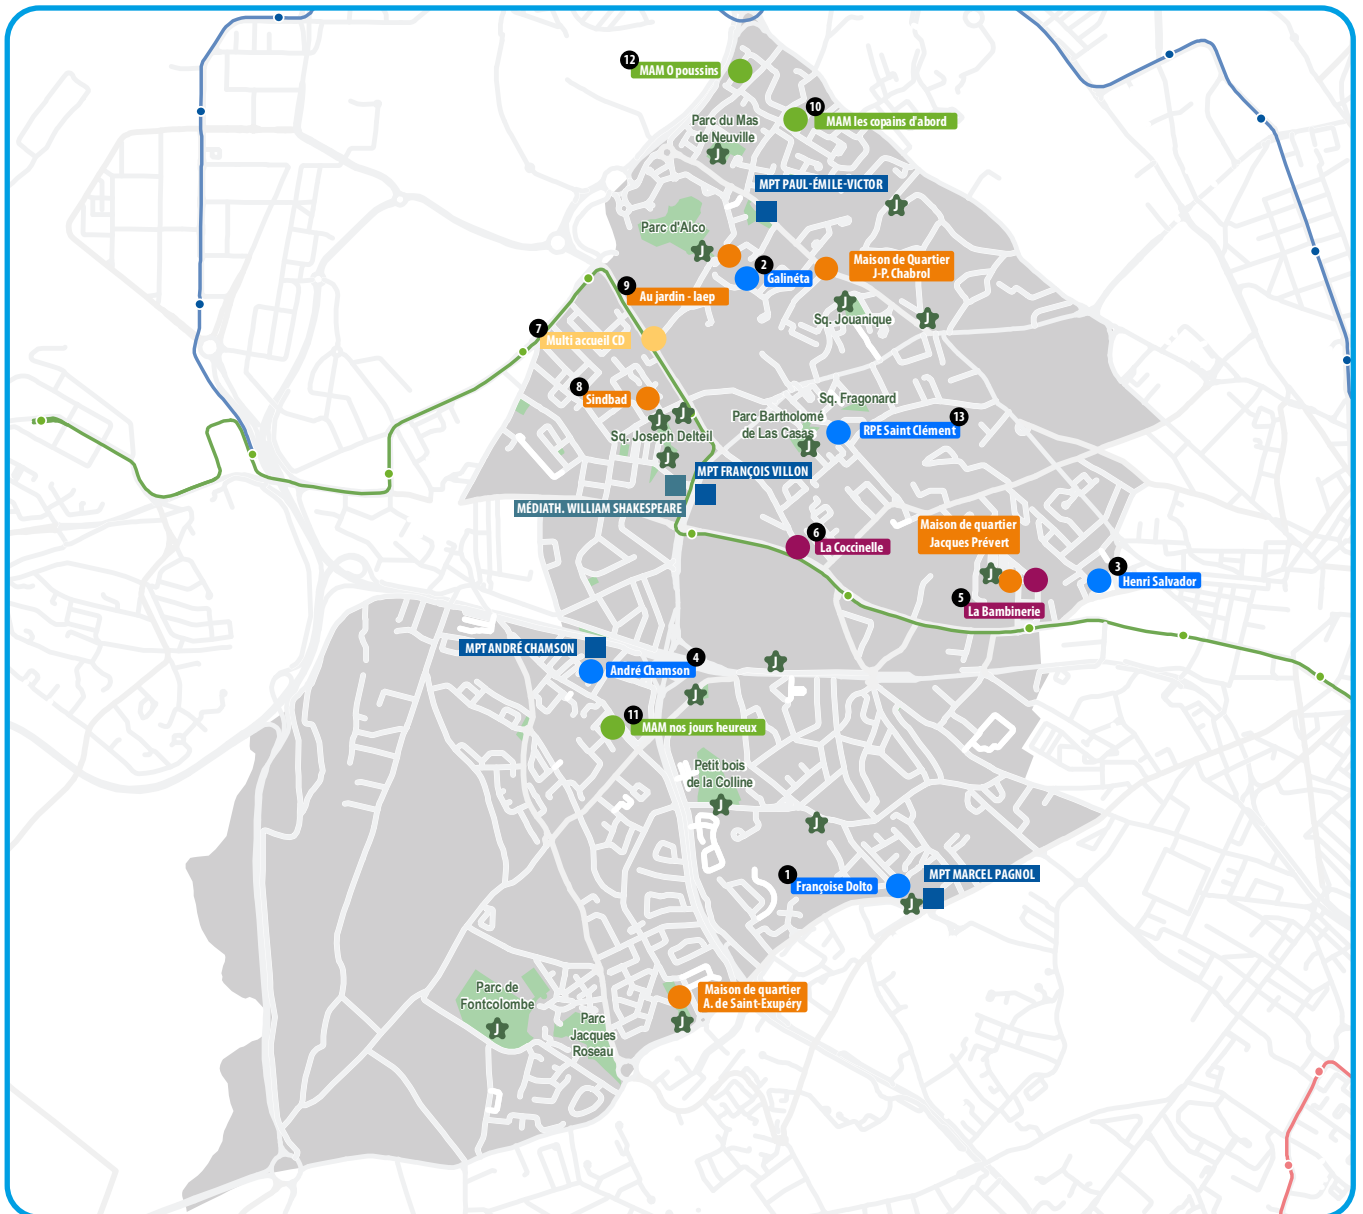 12
MAM O poussins
10
MAM les copains d'abord
Parc du Mas
de Neuville
J
MPT PAUL-ÉMILE-VICTOR
J
Parc d'Alco
J
2
Galinéta
Maison de Quartier
J-P. Chabrol
9
Au jardin - laep
J
Sq. Jouanique
J
7
Multi accueil CD
8
Sindbad
J
J
Sq. Joseph Delteil
J
Sq. Fragonard
Parc Bartholomé
de Las Casas
J
13
RPE Saint Clément
MPT FRANÇOIS VILLON
MÉDIATH. WILLIAM SHAKESPEARE
6
La Coccinelle
Maison de quartier
Jacques Prévert
J
3
Henri Salvador
5
La Bambinerie
MPT ANDRÉ CHAMSON
4
André Chamson
J
J
11
MAM nos jours heureux
Petit bois
de la Colline
J
J
1
Françoise Dolto
MPT MARCEL PAGNOL
J
Parc de
Fontcolombe
J
Maison de quartier
A. de Saint-Exupéry
J
Parc
Jacques
Roseau